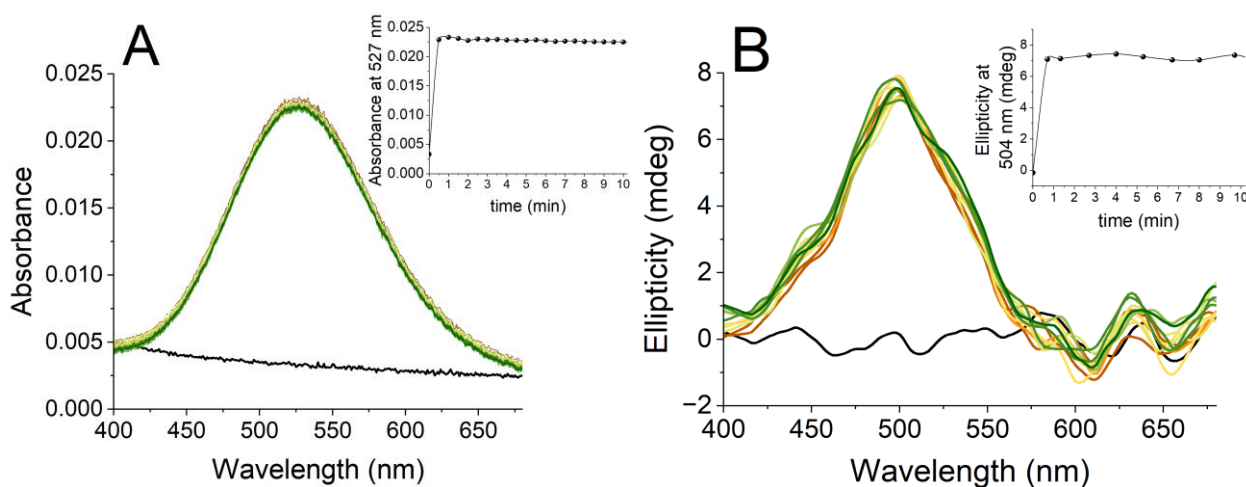 A
0.025
0.020
0.015
0.010
0.005
0.000
400 450 500 550 600 650
Wavelength (nm)
Absorbance
0.025
0.020
0.015
0.010
0.005
0.000
0 1 2 3 4 5 6 7 8 9 10
time (min)
Absorbance at 527 nm
B
8
6
4
2
0
−2
400 450 500 550 600 650
Wavelength (nm)
Ellipticity (mdeg)
8
6
4
2
0
0 1 2 3 4 5 6 7 8 9 10
time (min)
Ellipticity at
504 nm (mdeg)